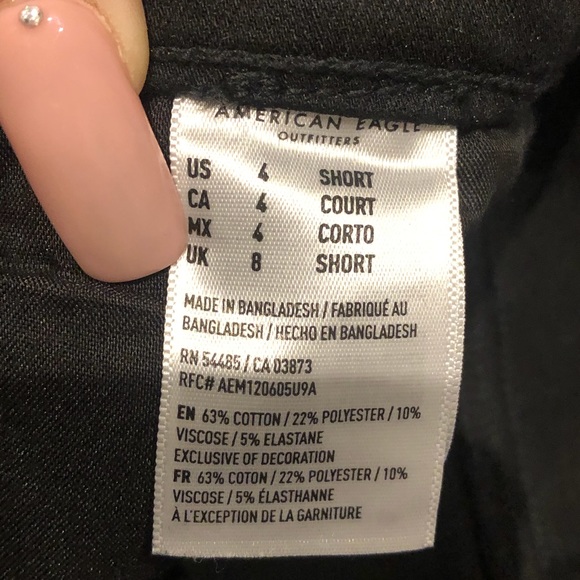 AMERICAN EAGLE
OUTFITTERS
US 4 SHORT
CA 4 COURT
MX 4 CORTO
UK 8 SHORT
MADE IN BANGLADESH / FABRIQUÉ AU
BANGLADESH / HECHO EN BANGLADESH
RN 54485 / CA 03873
RFC# AEM120605U9A
EN 63% COTTON / 22% POLYESTER / 10%
VISCOSE / 5% ELASTANE
EXCLUSIVE OF DECORATION
FR 63% COTON / 22% POLYESTER / 10%
VISCOSE / 5% ÉLASTHANNE
À L'EXCEPTION DE LA GARNITURE